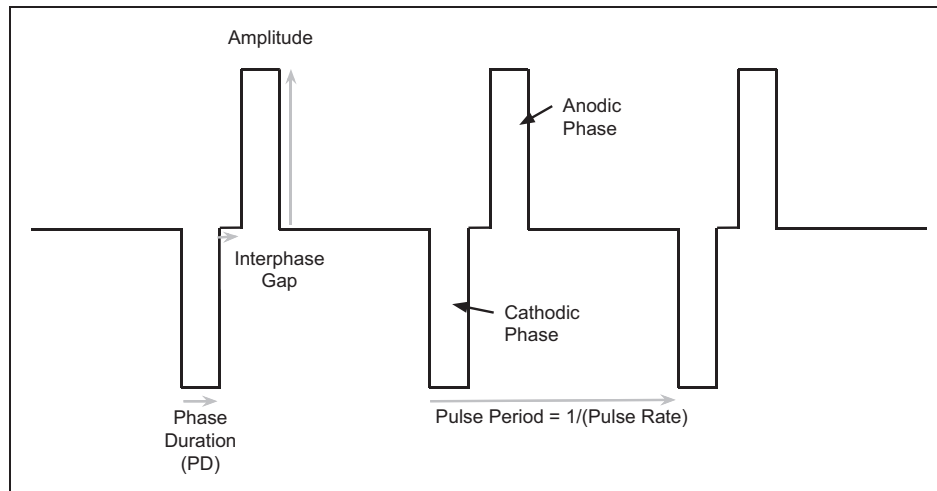 Amplitude
Anodic
Phase
Interphase
Gap
Cathodic
Phase
Phase
Duration
(PD)
Pulse Period = 1/(Pulse Rate)